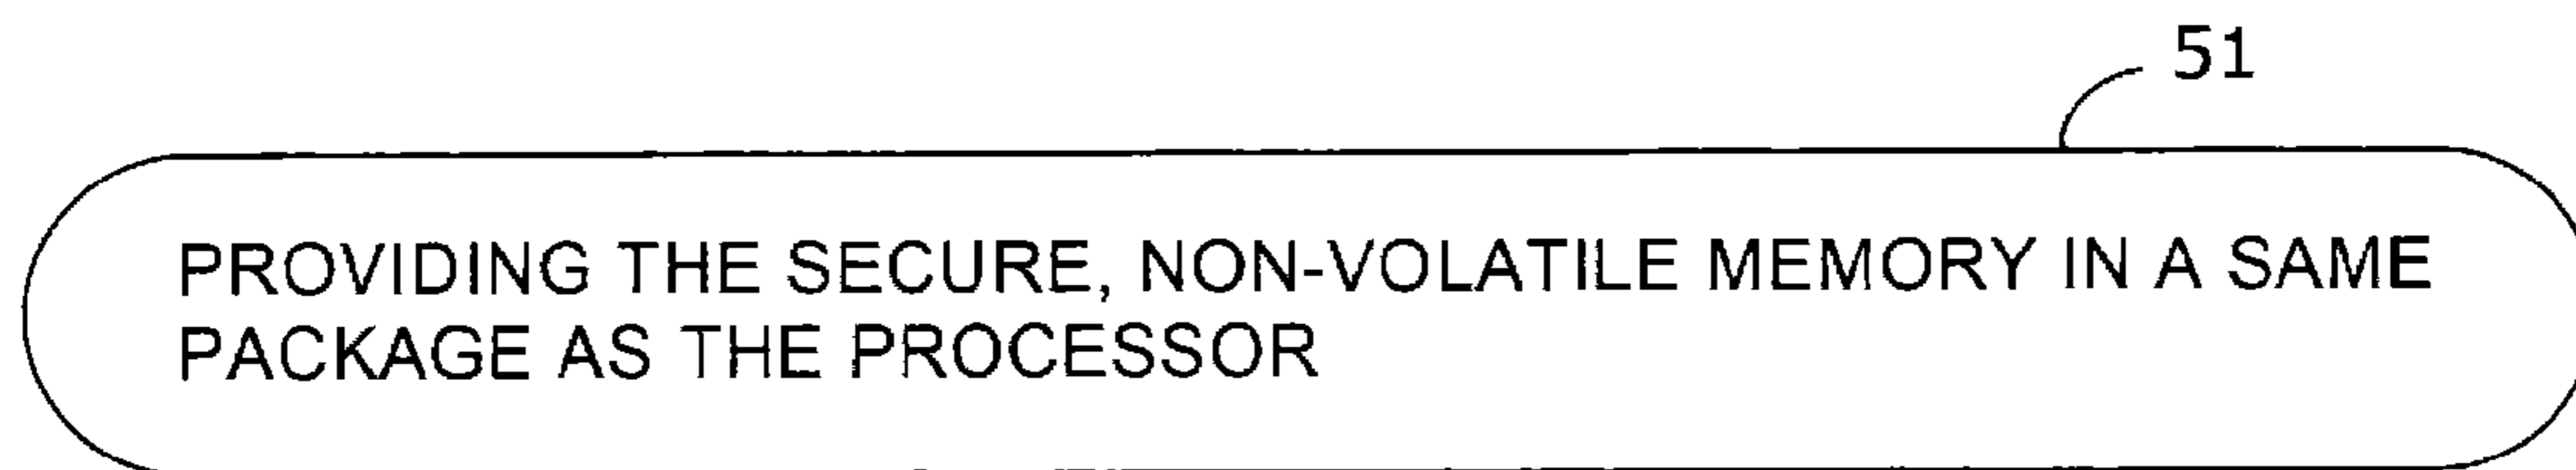 51
PROVIDING THE SECURE, NON-VOLATILE MEMORY IN A SAME
PACKAGE AS THE PROCESSOR